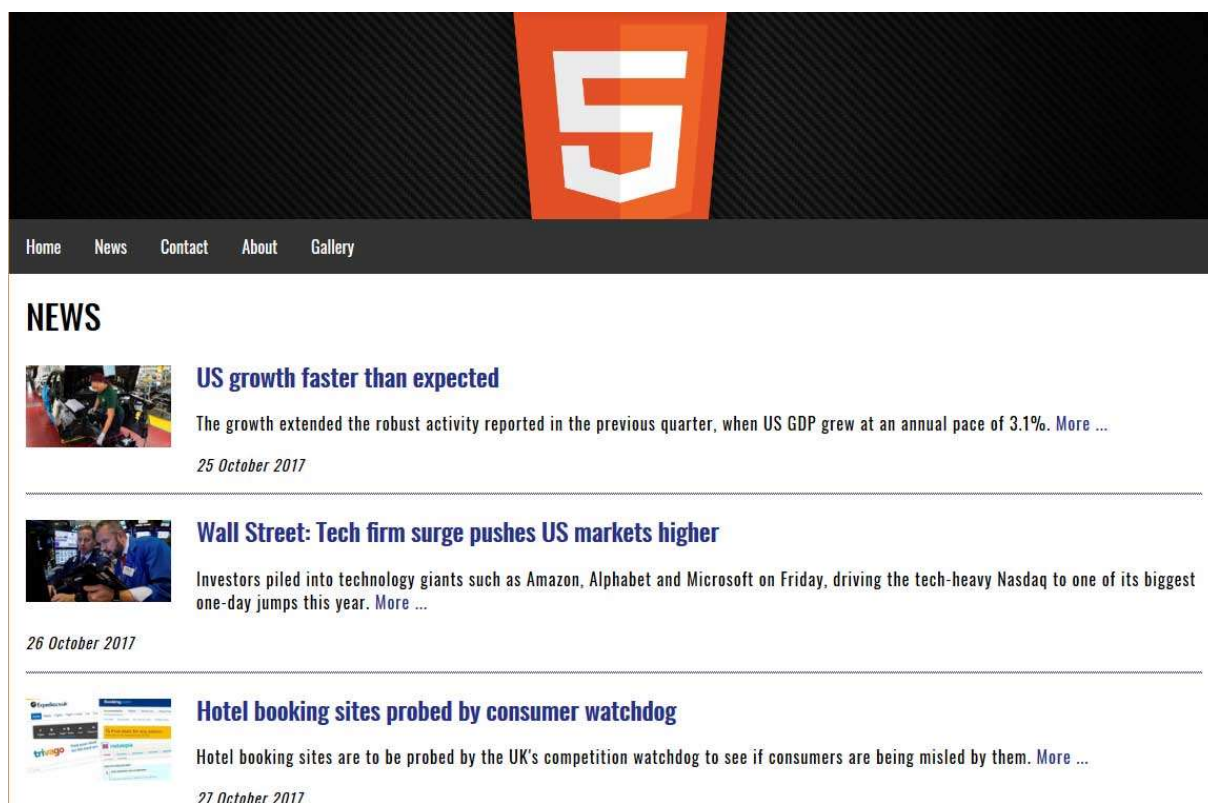 5
Home News Contact About Gallery
NEWS
US growth faster than expected
The growth extended the robust activity reported in the previous quarter, when US GDP grew at an annual pace of 3.1%. More ...
25 October 2017
Wall Street: Tech firm surge pushes US markets higher
Investors piled into technology giants such as Amazon, Alphabet and Microsoft on Friday, driving the tech-heavy Nasdaq to one of its biggest
one-day jumps this year. More ...
26 October 2017
trivago
Hotel booking sites probed by consumer watchdog
Hotel booking sites are to be probed by the UK's competition watchdog to see if consumers are being misled by them. More ...
27 October 2017